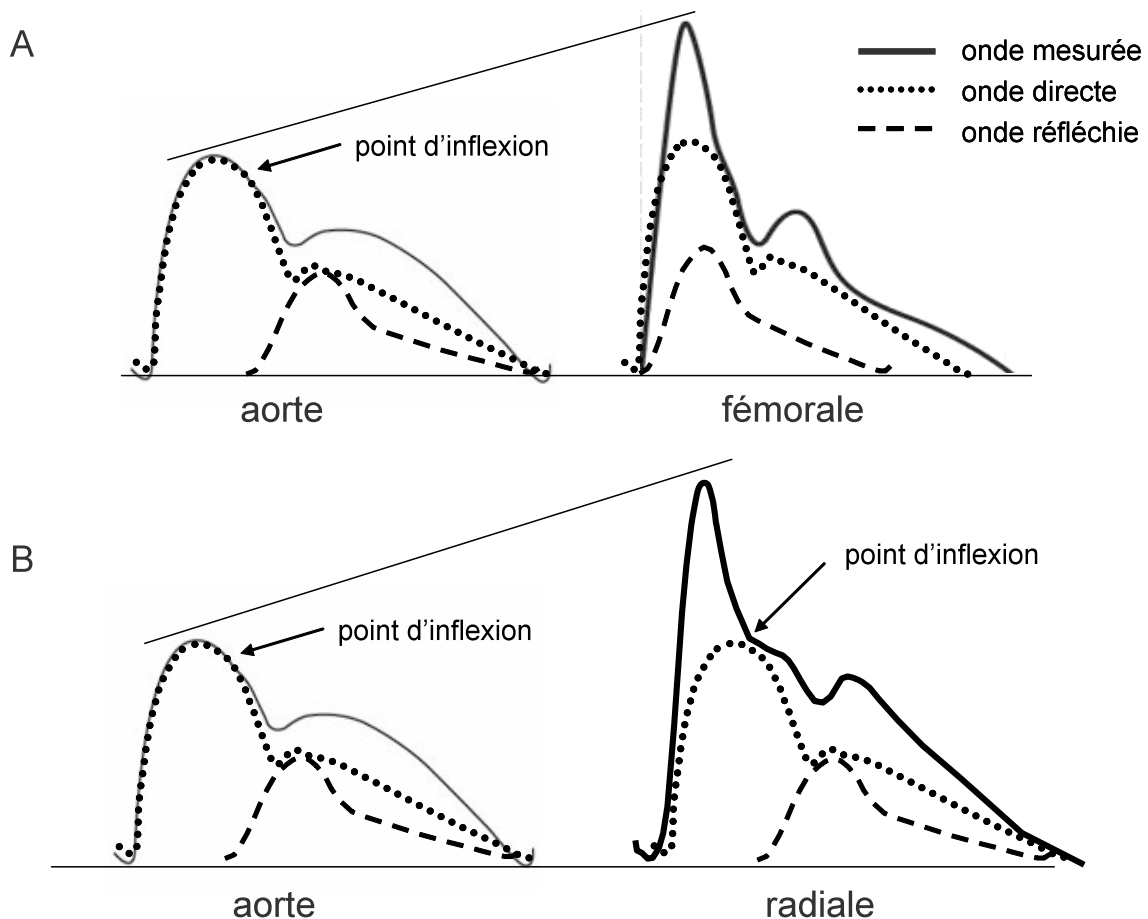 A
onde mesurée
onde directe
onde réfléchie
point d'inflexion
aorte
fémorale
B
point d'inflexion
point d'inflexion
aorte
radiale